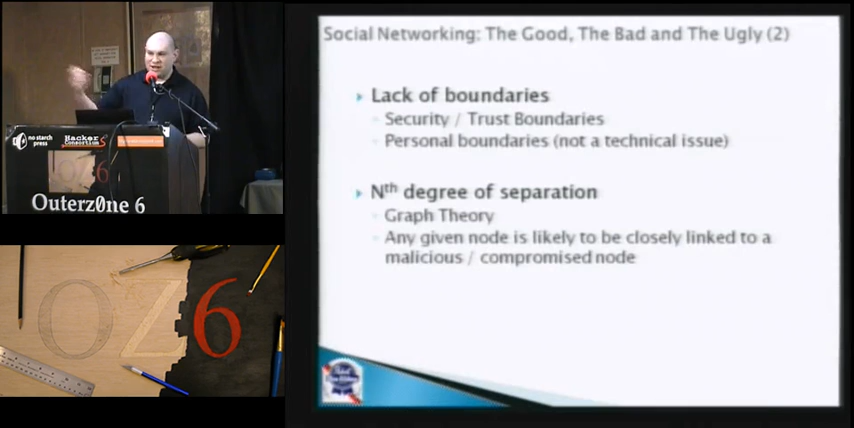 Social Networking: The Good, The Bad and The Ugly (2)
Lack of boundaries
Security / Trust Boundaries
Personal boundaries (not a technical issue)
Nth degree of separation
Graph Theory
Any given node is likely to be closely linked to a
malicious / compromised node
no starch
press
Hacker
Consortium
Outerz0ne 6
OZ6